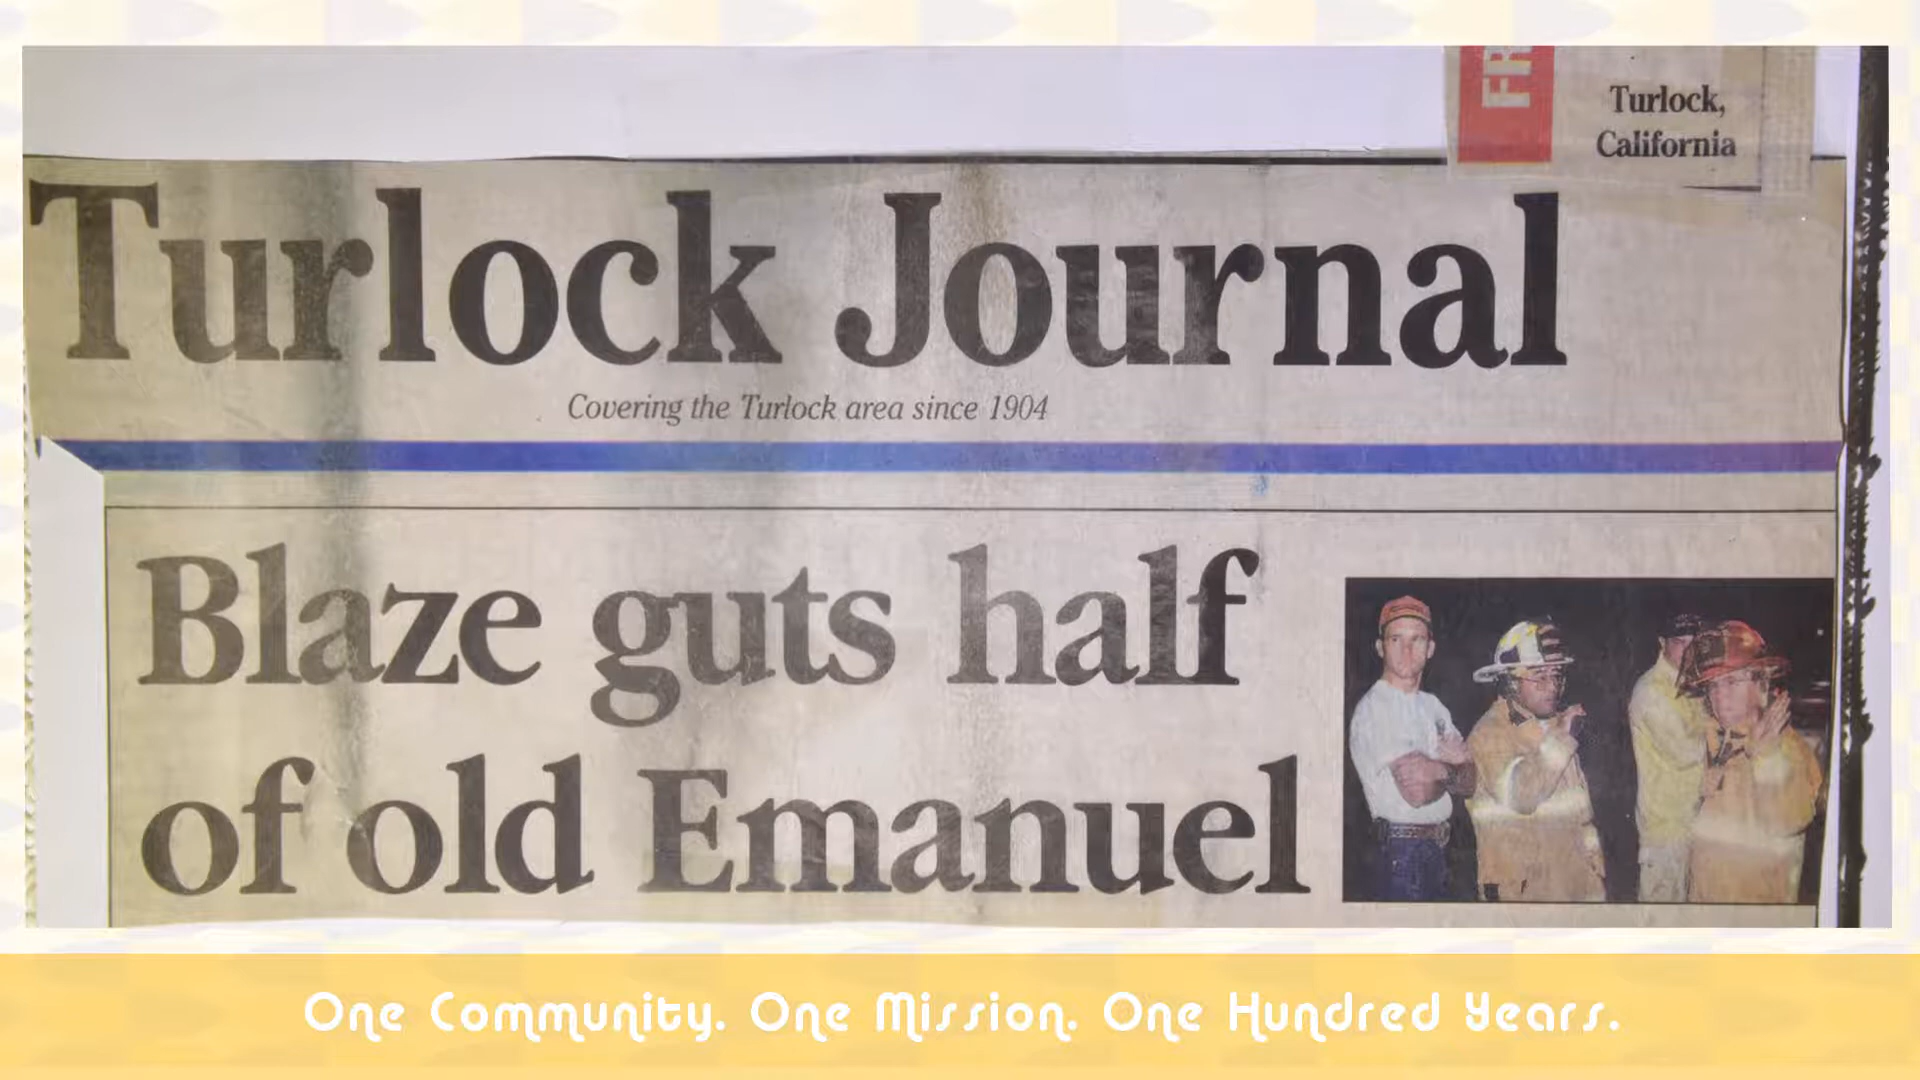 FR
Turlock,
California
Turlock Journal
Covering the Turlock area since 1904
Blaze guts half
of old Emanuel
One Community. One Mission. One Hundred Years.